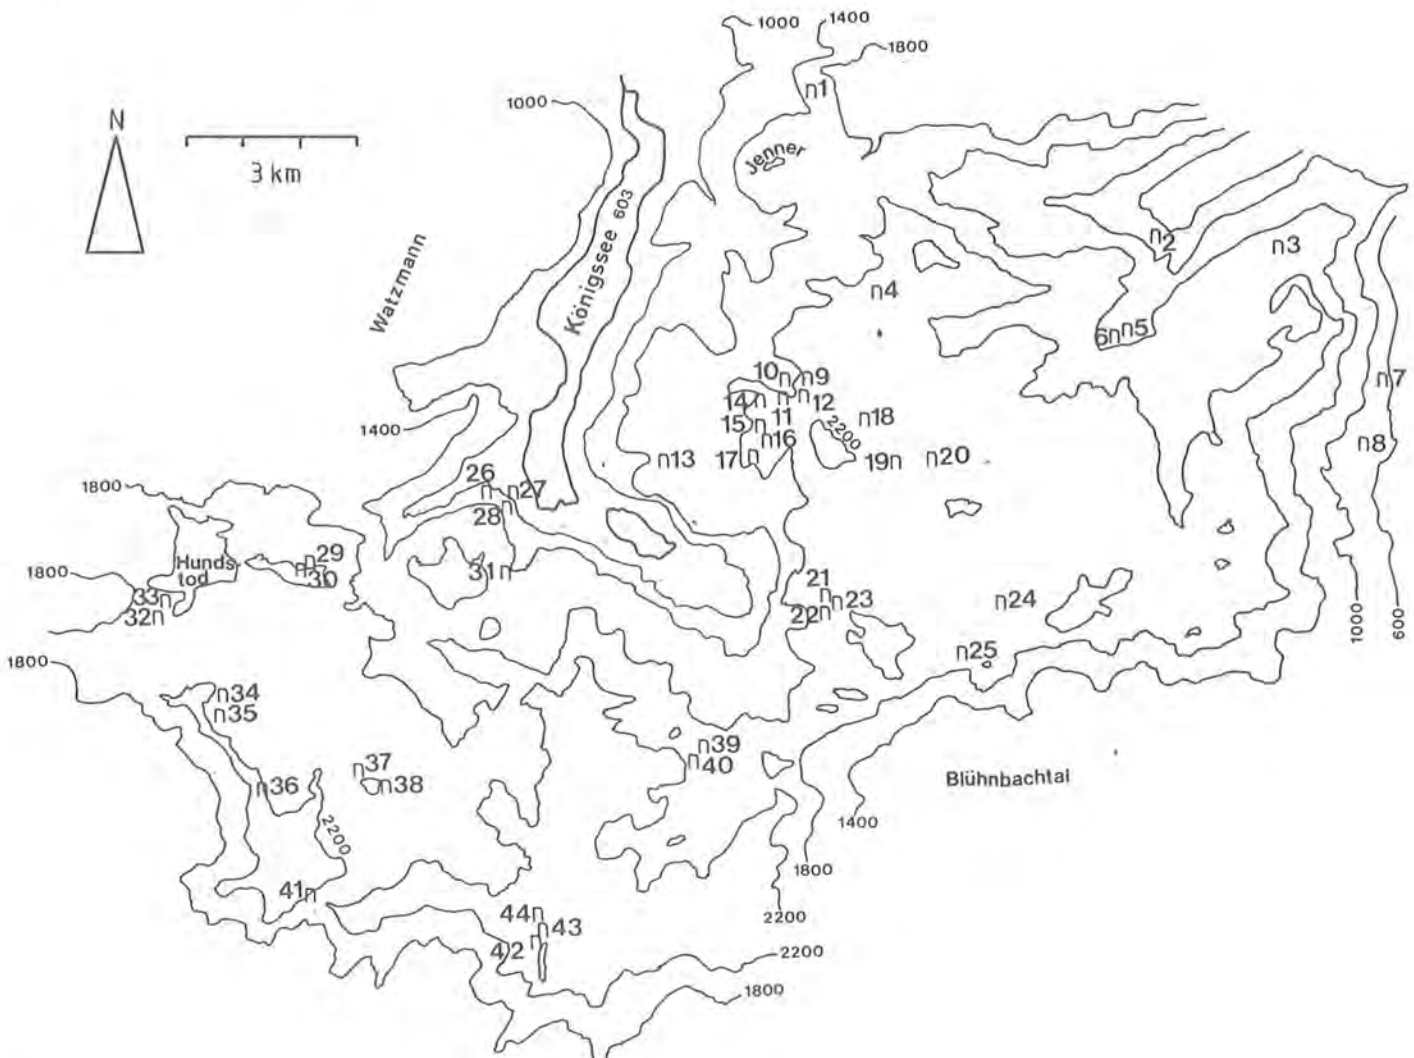 1000
1400
1800
n1
1000
N
3 km
Jenner
Königssee 603
Watzmann
n2
n3
n4
6n n5
10n n9
n7
14n n 11
n 12
15n
n16
2200
n18
1400
n8
17n
n13
19n
n20
26
n
n27
n
28
1800
Hunds-
tod
n29
n
30
31n
1800
33n
32n
21
n
n23
22n
n24
n25
1000
600
1800
n34
n35
n36
n37
n38
n39
n40
Blühnbachtal
1400
2200
1800
2200
41n
44n
n43
n
42
2200
1800